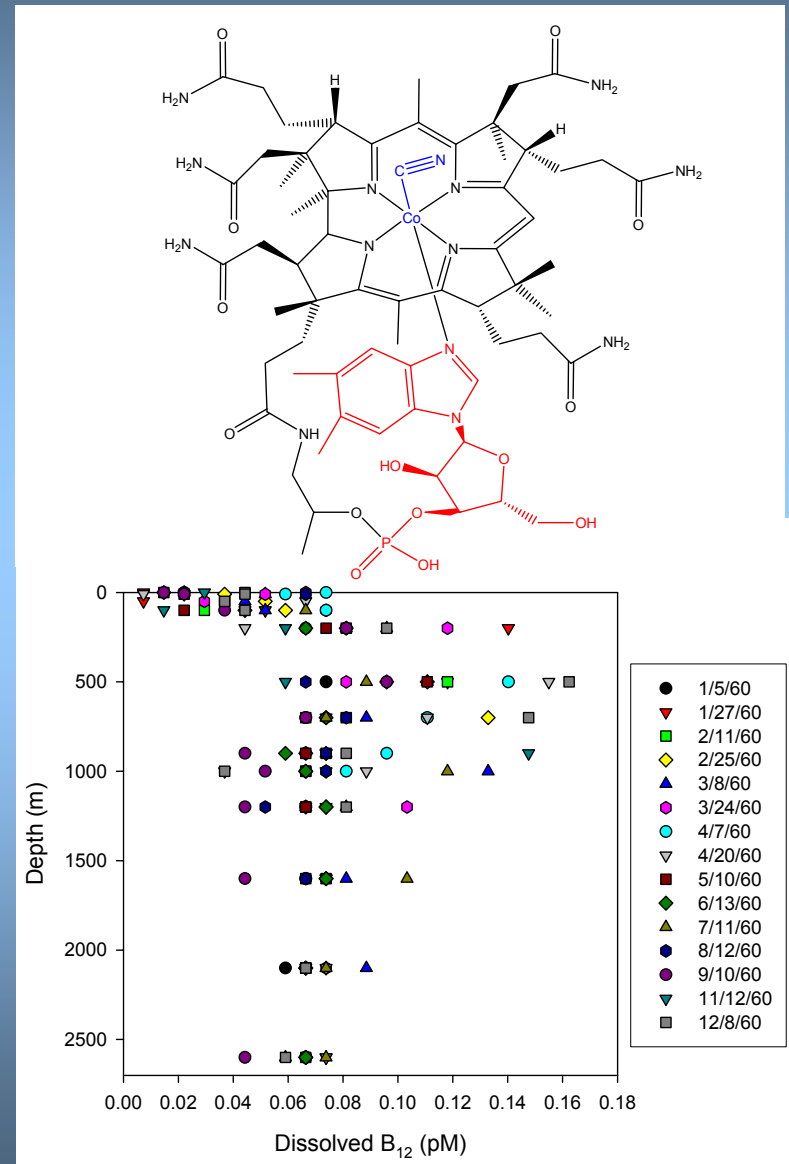 O
NH2
H2N
H
O
NH2
H
H2N
O
C≡N
N
N
Co
NH2
O
H2N
O
N
N
N
NH2
O
N
O
NH
HO
O
O
O
P
OH
O
OH
0
500
1000
1500
2000
2500
Depth (m)
0.00 0.02 0.04 0.06 0.08 0.10 0.12 0.14 0.16 0.18
Dissolved B12 (pM)
1/5/60
1/27/60
2/11/60
2/25/60
3/8/60
3/24/60
4/7/60
4/20/60
5/10/60
6/13/60
7/11/60
8/12/60
9/10/60
11/12/60
12/8/60